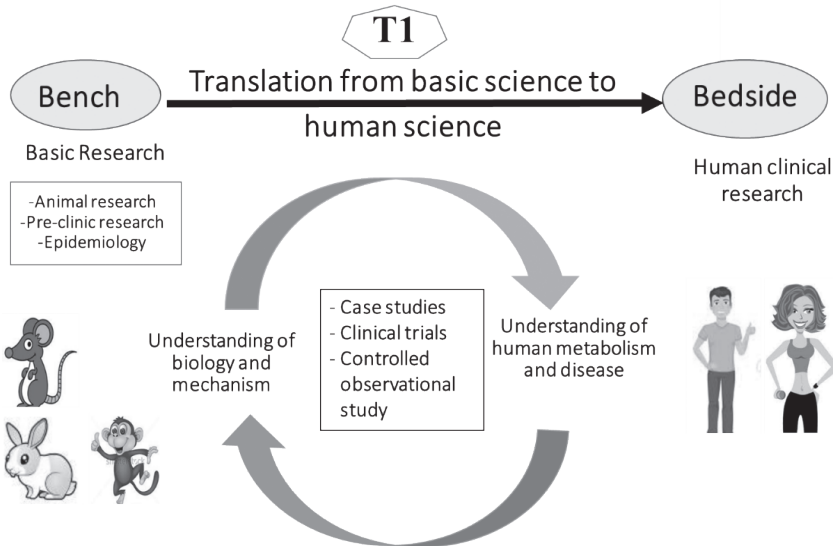 T1
Bench
Translation from basic science to
human science
Bedside
Basic Research
-Animal research
-Pre-clinic research
-Epidemiology
Human clinical
research
Understanding of
biology and
mechanism
- Case studies
- Clinical trials
- Controlled
observational
study
Understanding of
human metabolism
and disease